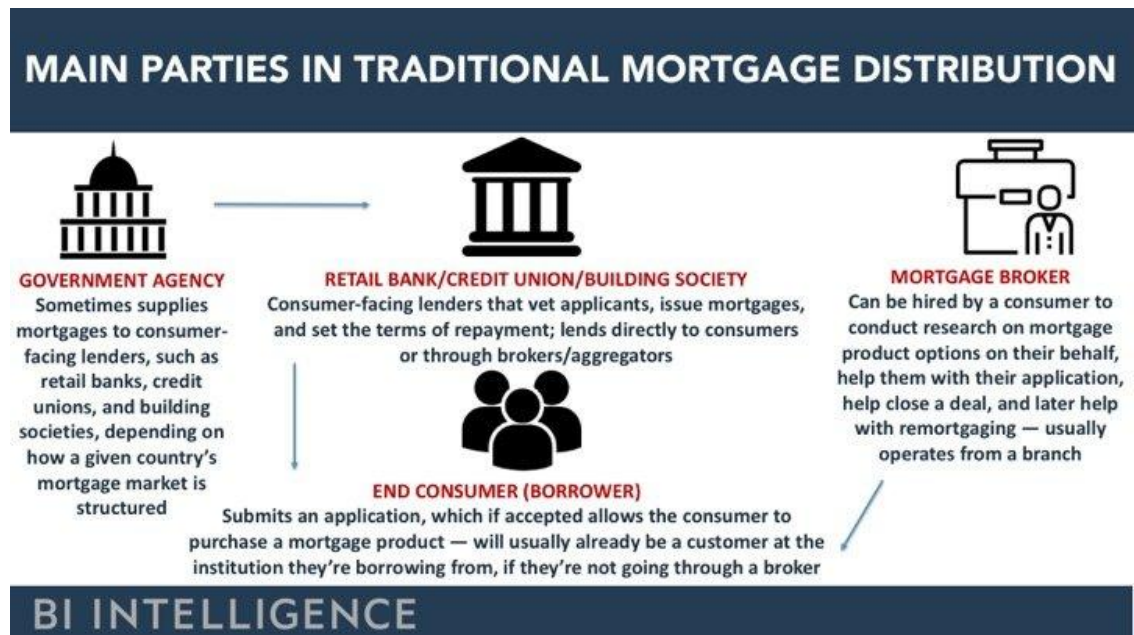 MAIN PARTIES IN TRADITIONAL MORTGAGE DISTRIBUTION
GOVERNMENT AGENCY
Sometimes supplies
mortgages to consumer-
facing lenders, such as
retail banks, credit
unions, and building
societies, depending on
how a given country's
mortgage market is
structured
RETAIL BANK/CREDIT UNION/BUILDING SOCIETY
Consumer-facing lenders that vet applicants, issue mortgages,
and set the terms of repayment; lends directly to consumers
or through brokers/aggregators
MORTGAGE BROKER
Can be hired by a consumer to
conduct research on mortgage
product options on their behalf,
help them with their application,
help close a deal, and later help
with remortgaging — usually
operates from a branch
END CONSUMER (BORROWER)
Submits an application, which if accepted allows the consumer to
purchase a mortgage product — will usually already be a customer at the
institution they're borrowing from, if they're not going through a broker
BI INTELLIGENCE